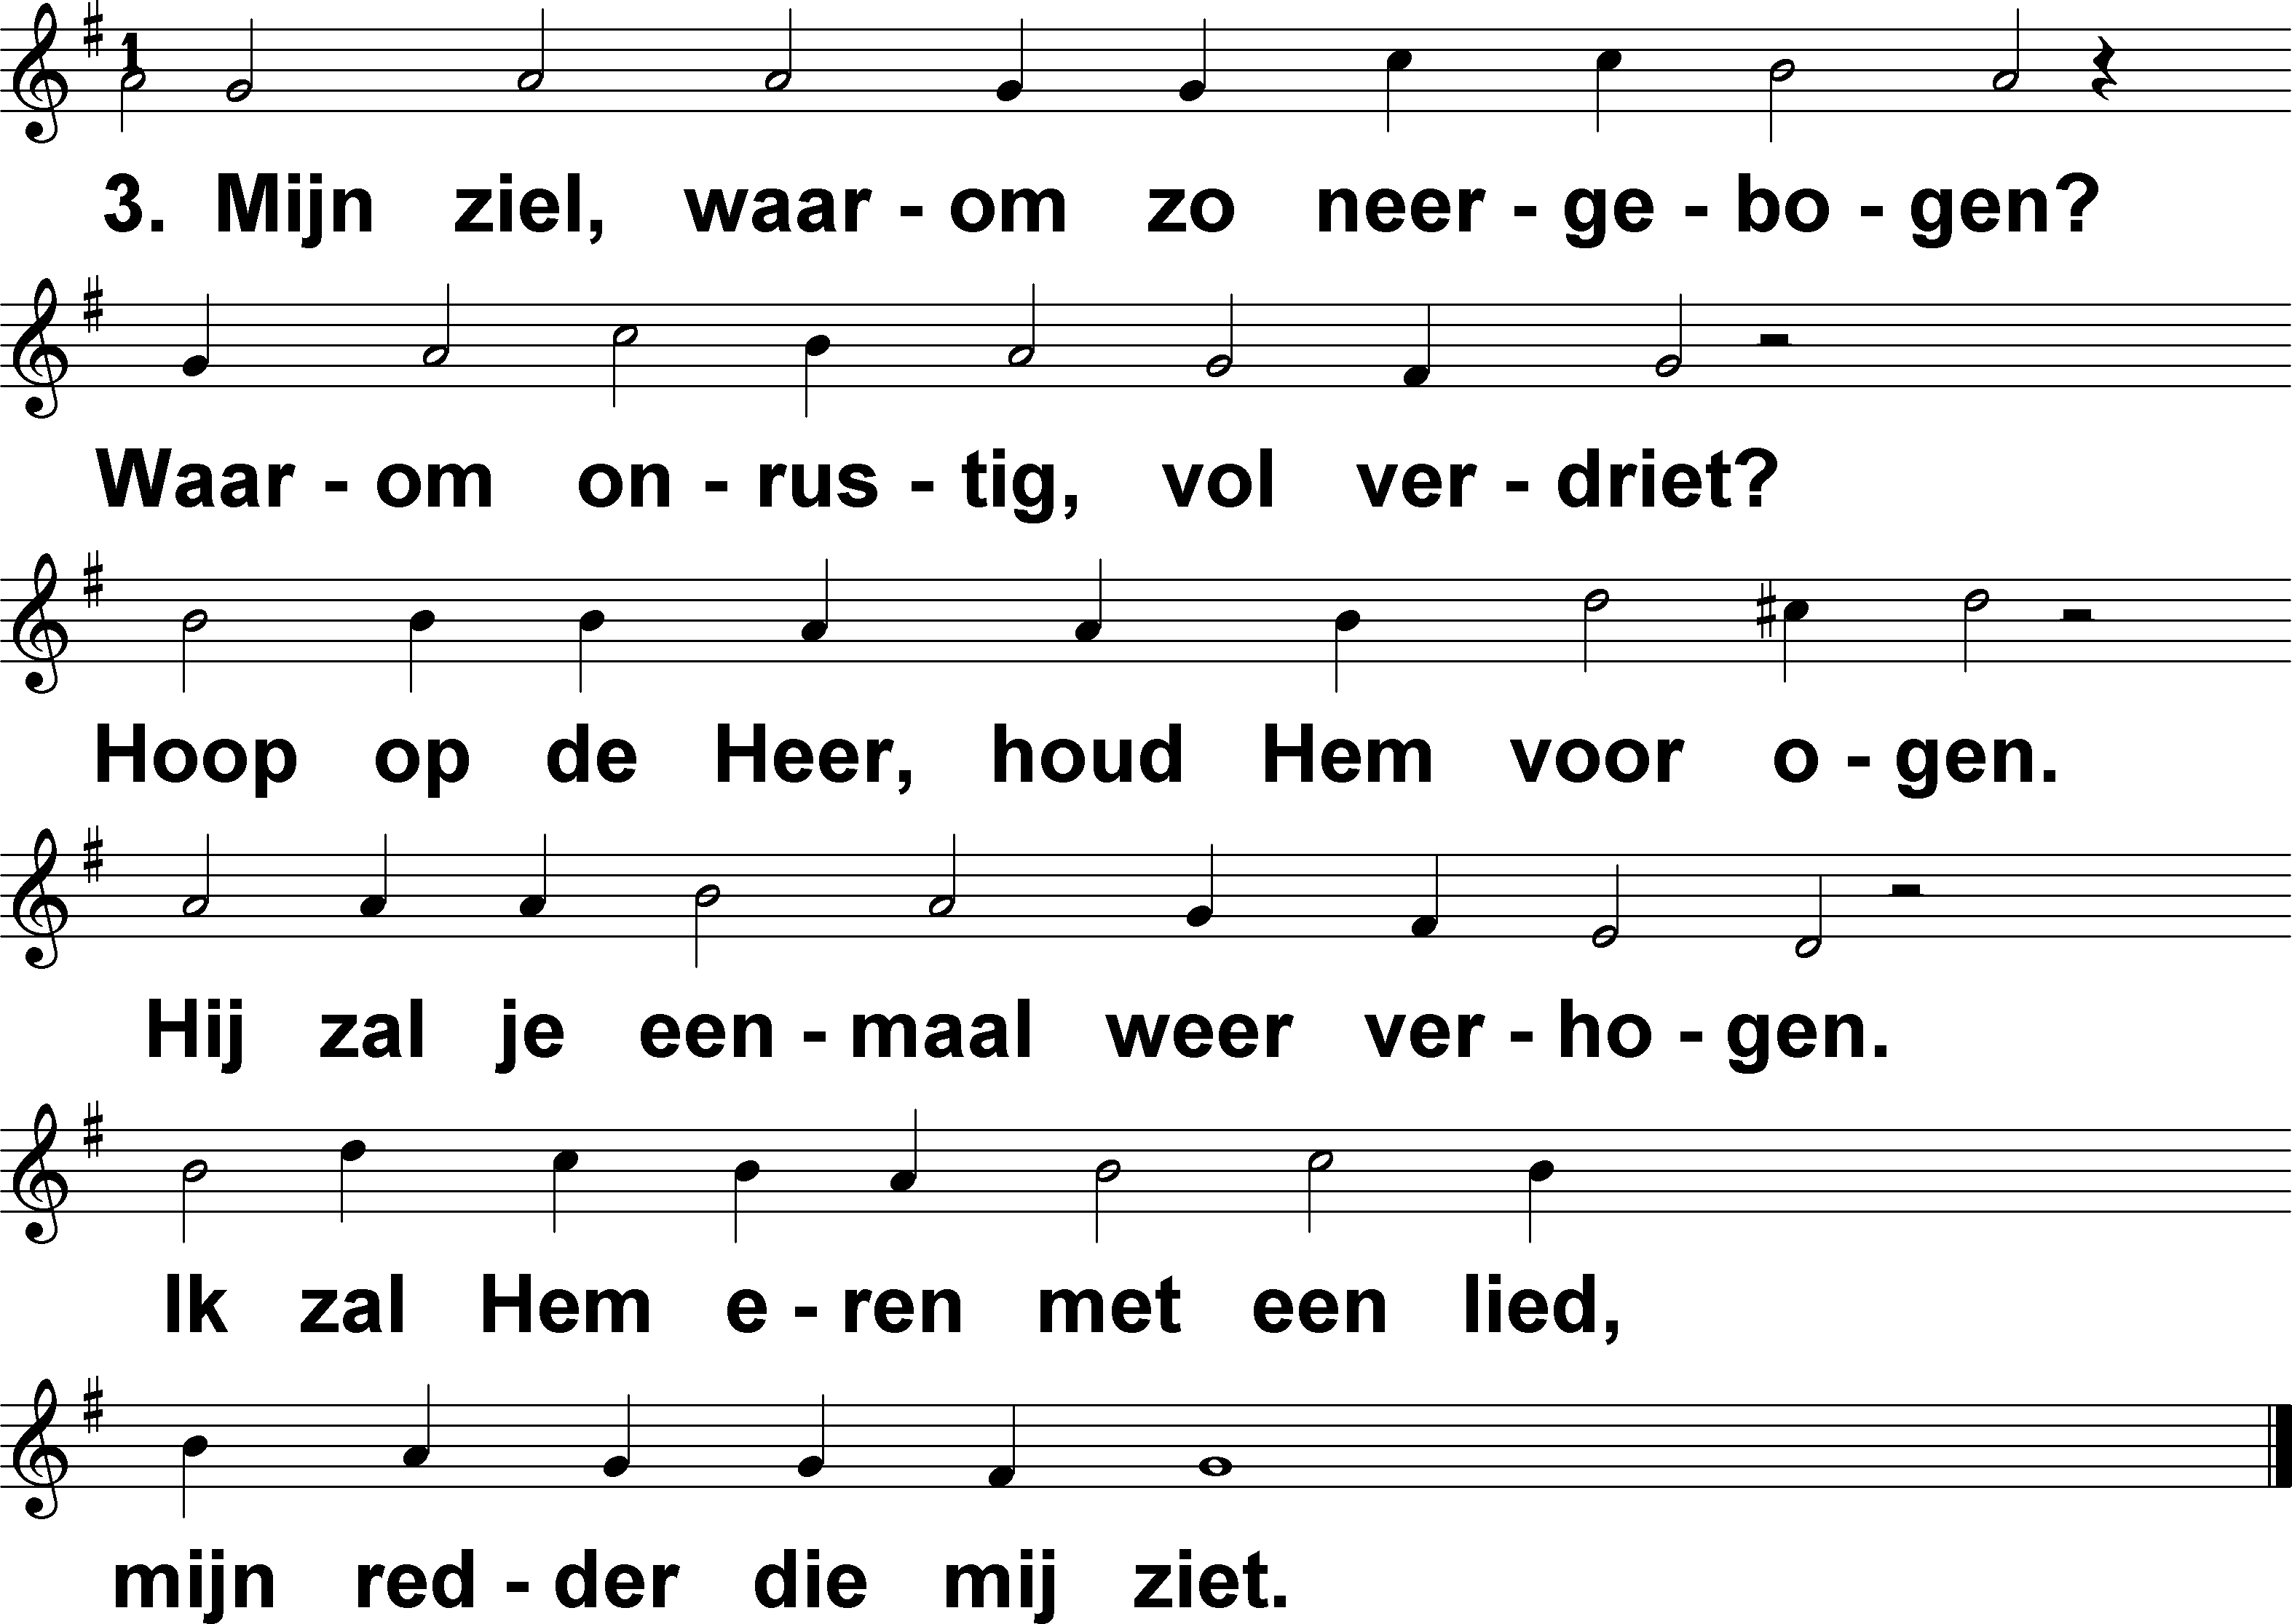 1
3. Mijn ziel, waar - om zo neer - ge - bo - gen?
Waar - om on - rus - tig, vol ver - driet?
Hoop op de Heer, houd Hem voor o - gen.
Hij zal je een - maal weer ver - ho - gen.
Ik zal Hem e - ren met een lied,
mijn red - der die mij ziet.